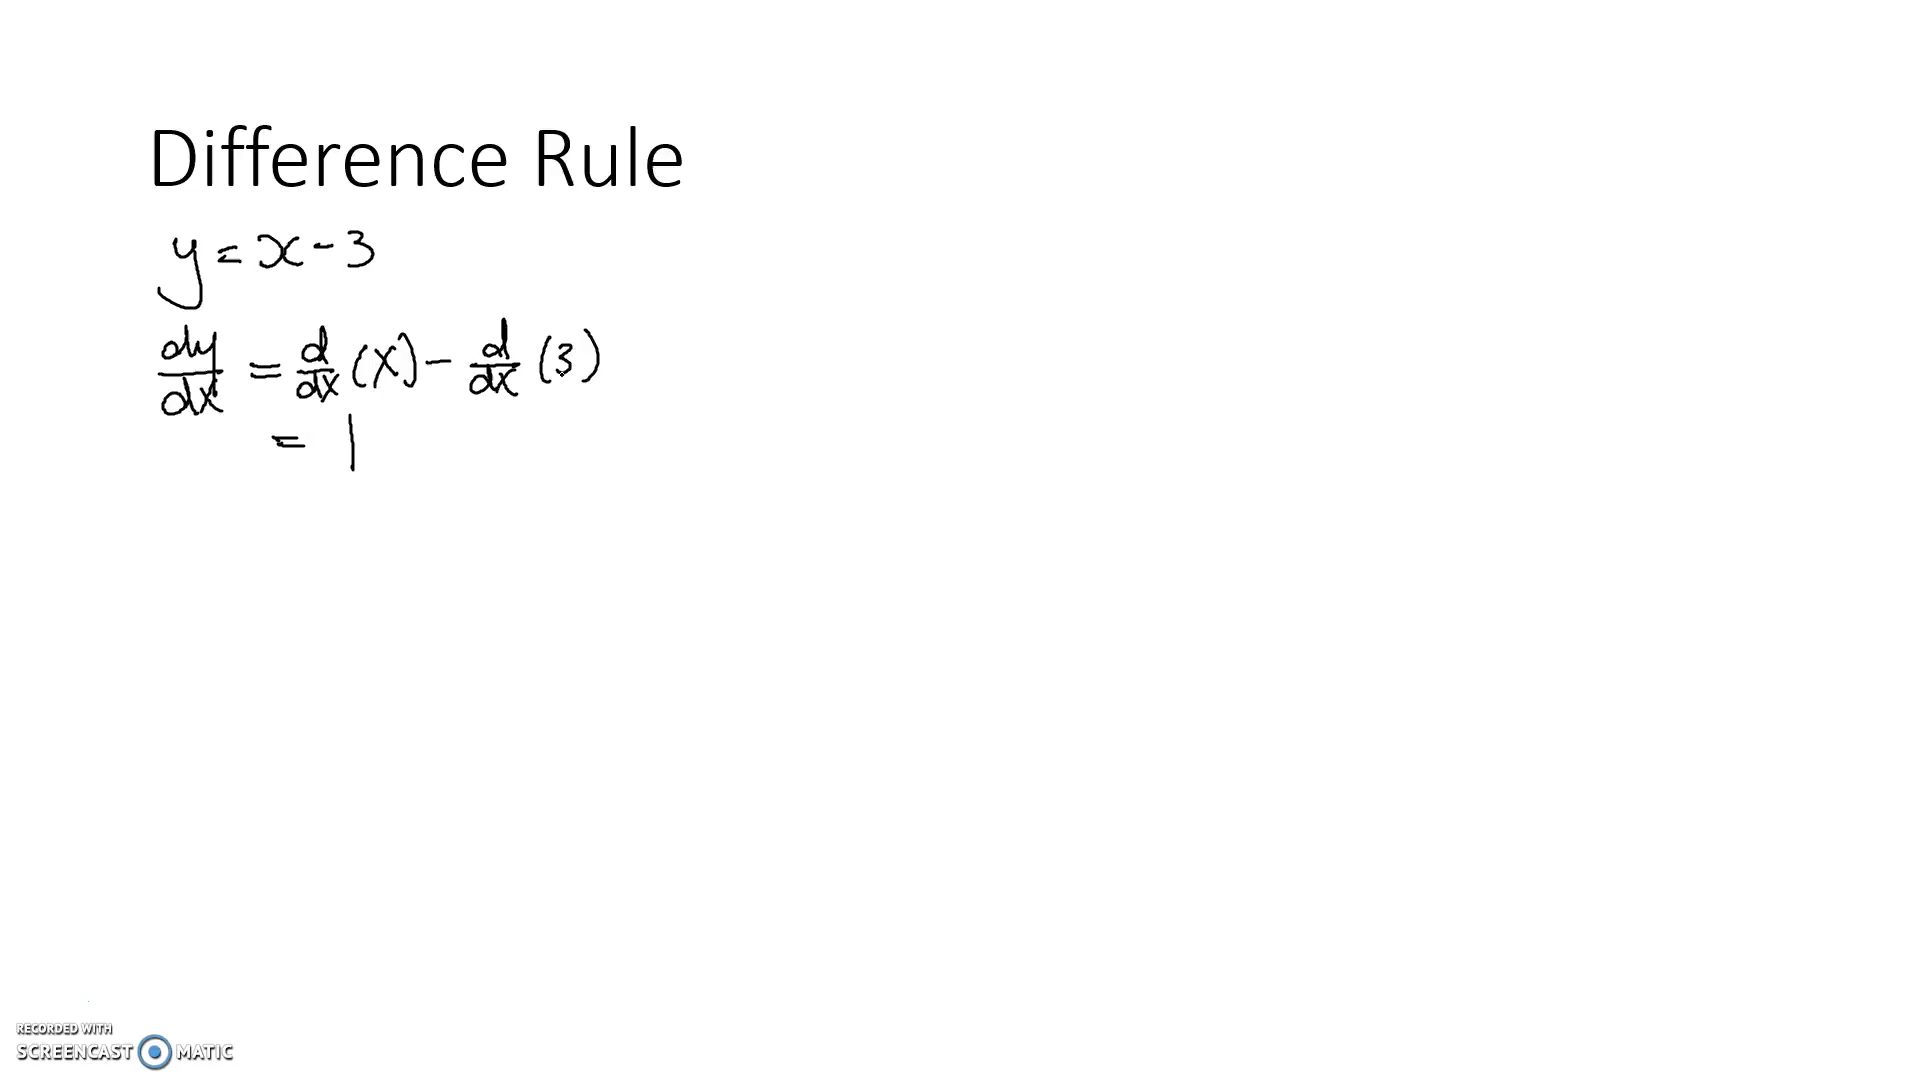 Difference Rule
y = x - 3
dy/dx = d/dx (x) - d/dx (3)
= 1
RECORDED WITH
SCREENCAST MATIC